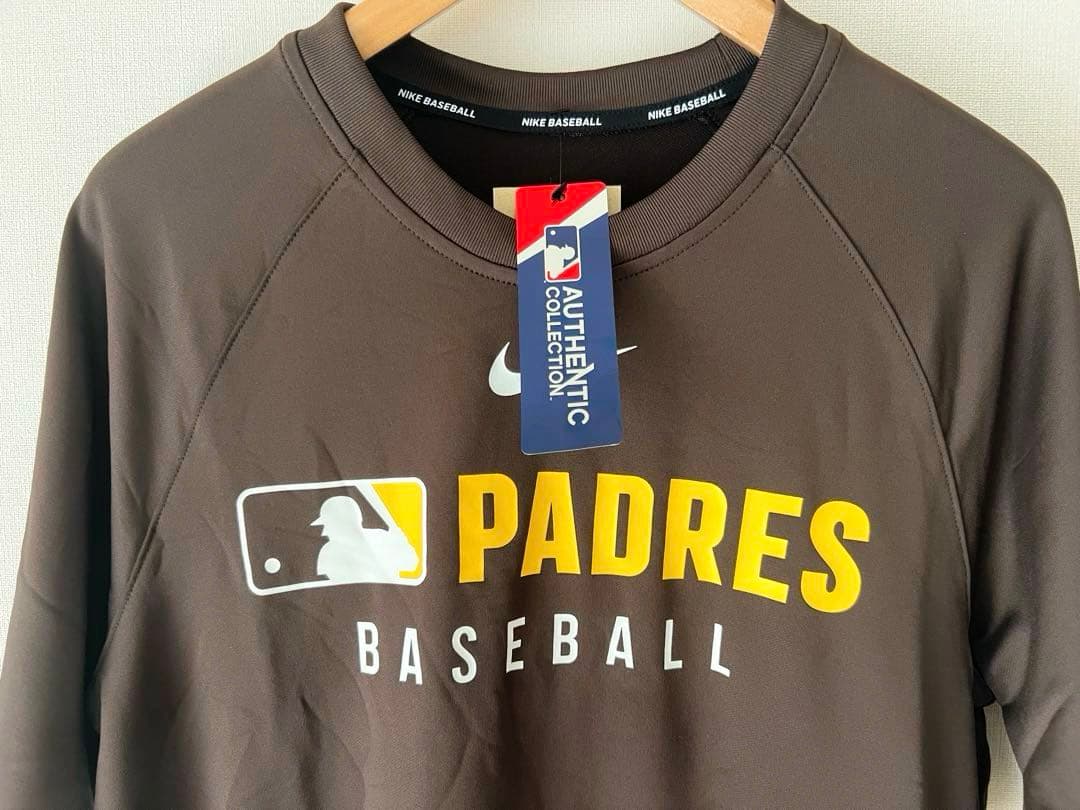 NIKE BASEBALL NIKE BASEBALL NIKE BASEBALL
AUTHENTIC
COLLECTION.
PADRES
BASEBALL